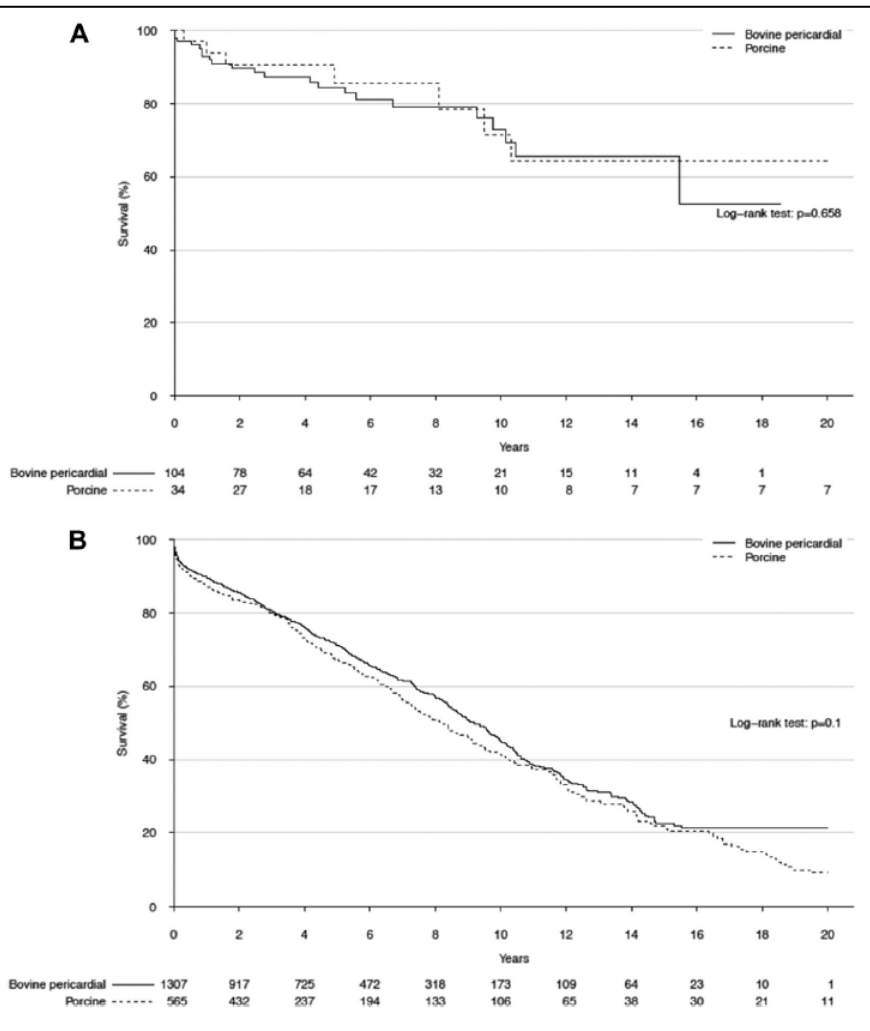 A
100
80
60
40
20
0
Survival (%)
Bovine pericardial
Porcine
Log-rank test: p=0.658
0 2 4 6 8 10 12 14 16 18 20
Years
Bovine pericardial 104 78 64 42 32 21 15 11 4 1
Porcine 34 27 18 17 13 10 8 7 7 7 7
B
100
80
60
40
20
0
Survival (%)
Bovine pericardial
Porcine
Log-rank test: p=0.1
0 2 4 6 8 10 12 14 16 18 20
Years
Bovine pericardial 1307 917 725 472 318 173 109 64 23 10 1
Porcine 565 432 237 194 133 106 65 38 30 21 11